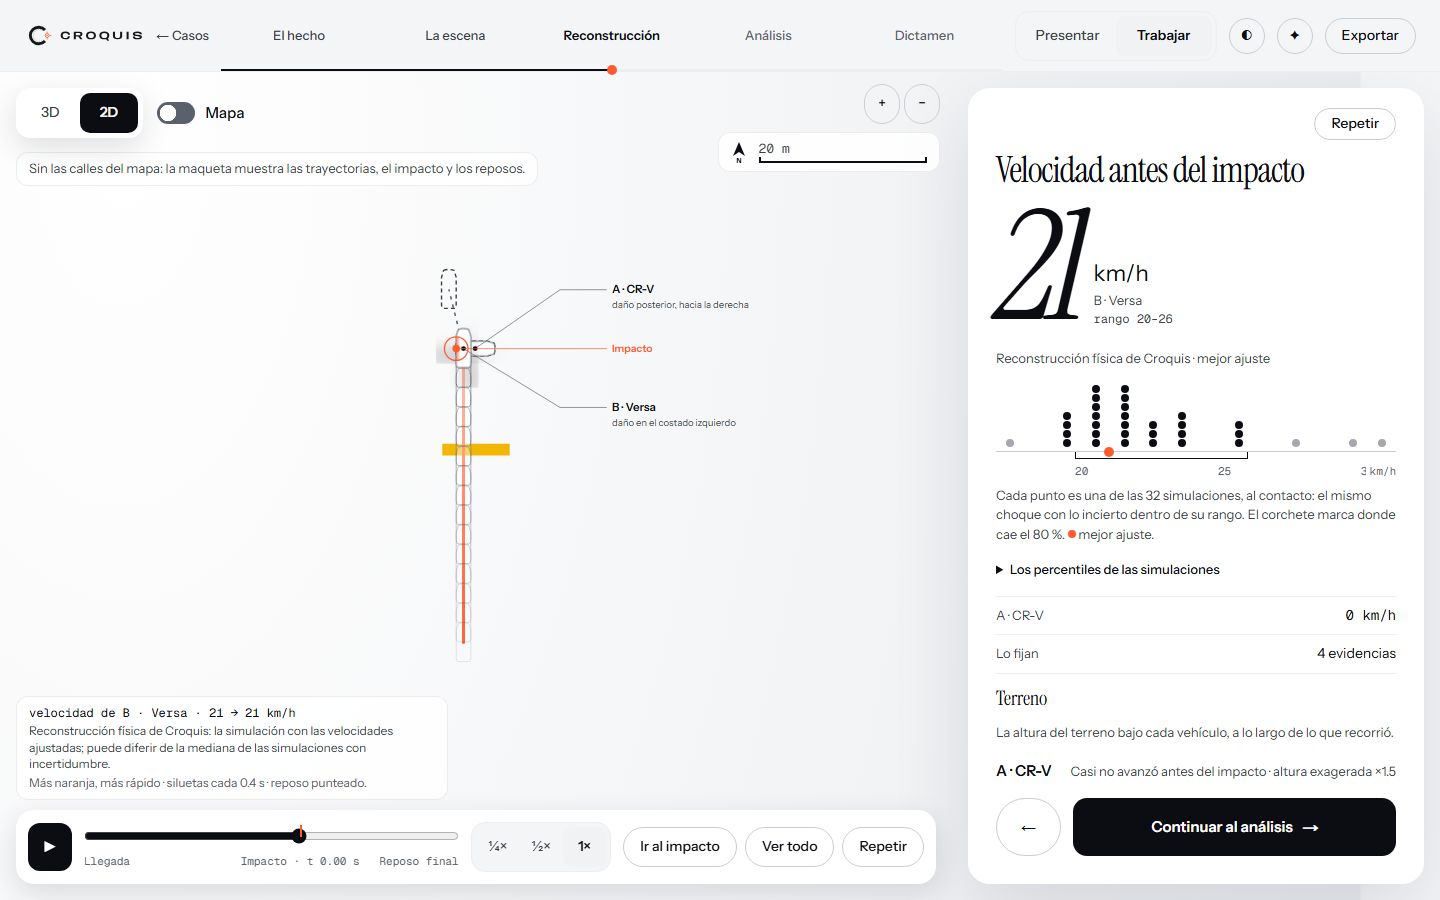 CROQUIS
← Casos
El hecho
La escena
Reconstrucción
Análisis
Dictamen
Presentar
Trabajar
Exportar
3D
2D
Mapa
+
−
Sin las calles del mapa: la maqueta muestra las trayectorias, el impacto y los reposos.
N
20 m
A · CR-V
daño posterior, hacia la derecha
Impacto
B · Versa
daño en el costado izquierdo
velocidad de B · Versa · 21 → 21 km/h
Reconstrucción física de Croquis: la simulación con las velocidades
ajustadas; puede diferir de la mediana de las simulaciones con
incertidumbre.
Más naranja, más rápido · siluetas cada 0.4 s · reposo punteado.
Llegada
Impacto · t 0.00 s
Reposo final
¼×
½×
1×
Ir al impacto
Ver todo
Repetir
Repetir
Velocidad antes del impacto
21
km/h
B · Versa
rango 20–26
Reconstrucción física de Croquis · mejor ajuste
20
25
3 km/h
Cada punto es una de las 32 simulaciones, al contacto: el mismo
choque con lo incierto dentro de su rango. El corchete marca donde
cae el 80 %. mejor ajuste.
Los percentiles de las simulaciones
A · CR-V
0 km/h
Lo fijan
4 evidencias
Terreno
La altura del terreno bajo cada vehículo, a lo largo de lo que recorrió.
A · CR-V
Casi no avanzó antes del impacto · altura exagerada ×1.5
←
Continuar al análisis →